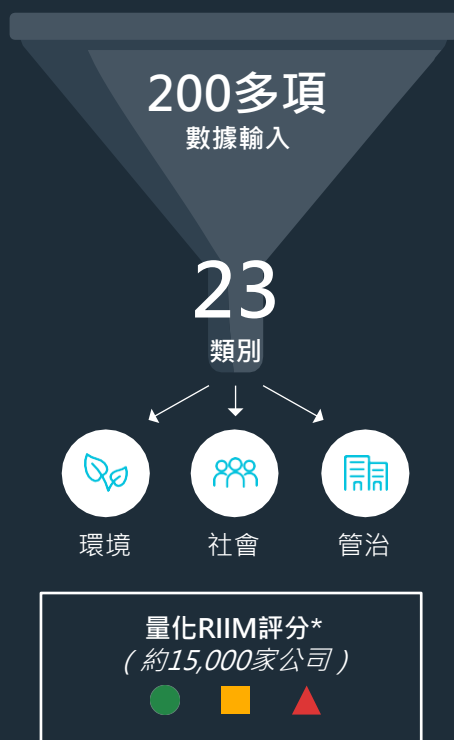 200多項
數據輸入
23
類別
環境 社會 管治
量化RIIM評分*
(約15,000家公司)